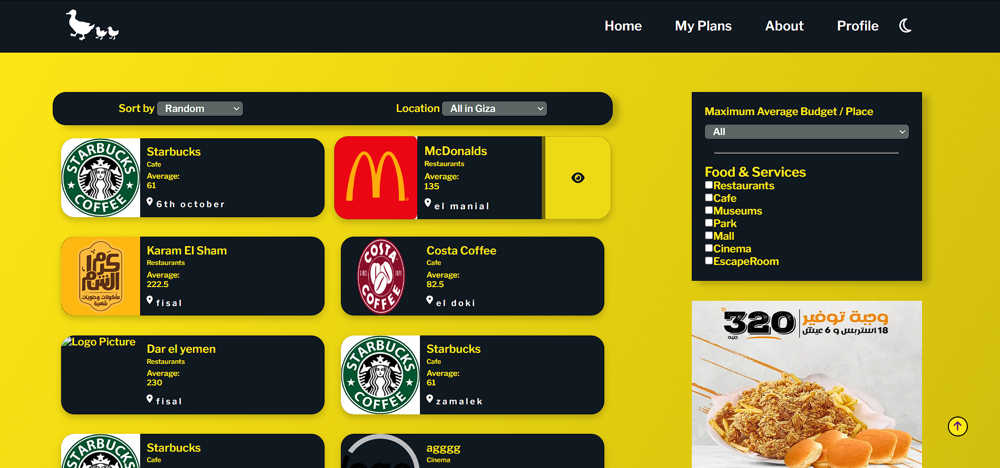 Home
My Plans
About
Profile
Sort by Random
Location All in Giza
STARBUCKS COFFEE
Starbucks
Cafe
Average:
61
6th october
McDonalds
Restaurants
Average:
135
el manial
كرم الشام
مأكولات وحلويات
شامية
Karam El Sham
Restaurants
Average:
222.5
fisal
COSTA
SINCE 1971
COFFEE
Costa Coffee
Cafe
Average:
82.5
el doki
Logo Picture
Dar el yemen
Restaurants
Average:
230
fisal
STARBUCKS COFFEE
Starbucks
Cafe
Average:
61
zamalek
STARBUCKS
Starbucks
Cafe
agggg
Cinema
Maximum Average Budget / Place
All
Food & Services
Restaurants
Cafe
Museums
Park
Mall
Cinema
EscapeRoom
وجبة توفير
18 استربس و 6 عيش
320
جنيه